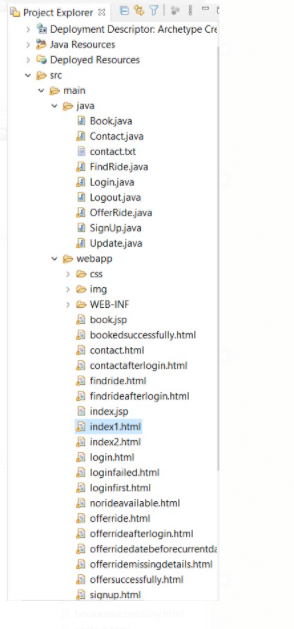 Project Explorer
Deployment Descriptor: Archetype Cre
Java Resources
Deployed Resources
src
main
java
Book.java
Contact.java
contact.txt
FindRide.java
Login.java
Logout.java
OfferRide.java
SignUp.java
Update.java
webapp
css
img
WEB-INF
book.jsp
bookedsuccessfully.html
contact.html
contactafterlogin.html
findride.html
findrideafterlogin.html
index.jsp
index1.html
index2.html
login.html
loginfailed.html
loginfirst.html
norideavailable.html
offerride.html
offerrideafterlogin.html
offerridedatebeforecurrentda
offerridemissingdetails.html
offersuccessfully.html
signup.html